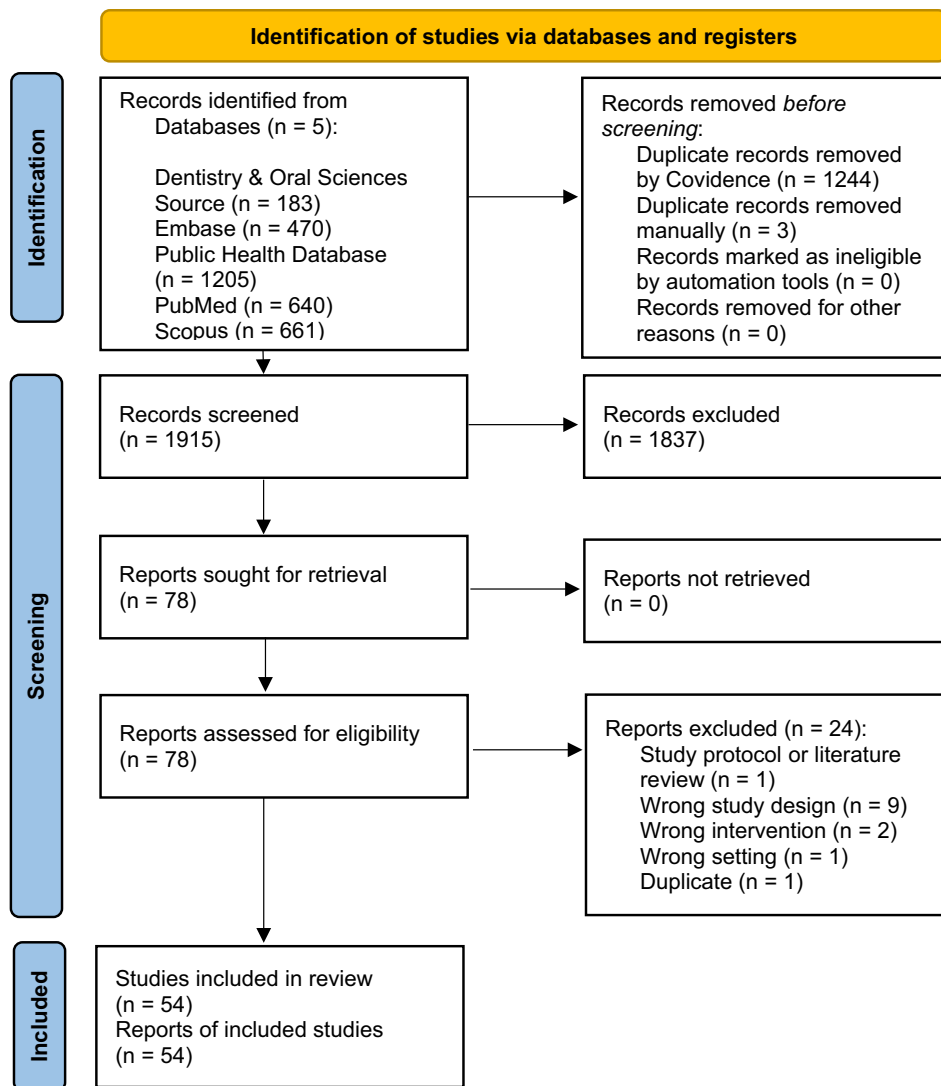 Identification of studies via databases and registers
Identification
Records identified from
Databases (n = 5):
Dentistry & Oral Sciences
Source (n = 183)
Embase (n = 470)
Public Health Database
(n = 1205)
PubMed (n = 640)
Scopus (n = 661)
Records removed before
screening:
Duplicate records removed
by Covidence (n = 1244)
Duplicate records removed
manually (n = 3)
Records marked as ineligible
by automation tools (n = 0)
Records removed for other
reasons (n = 0)
Screening
Records screened
(n = 1915)
Records excluded
(n = 1837)
Reports sought for retrieval
(n = 78)
Reports not retrieved
(n = 0)
Reports assessed for eligibility
(n = 78)
Reports excluded (n = 24):
Study protocol or literature
review (n = 1)
Wrong study design (n = 9)
Wrong intervention (n = 2)
Wrong setting (n = 1)
Duplicate (n = 1)
Included
Studies included in review
(n = 54)
Reports of included studies
(n = 54)